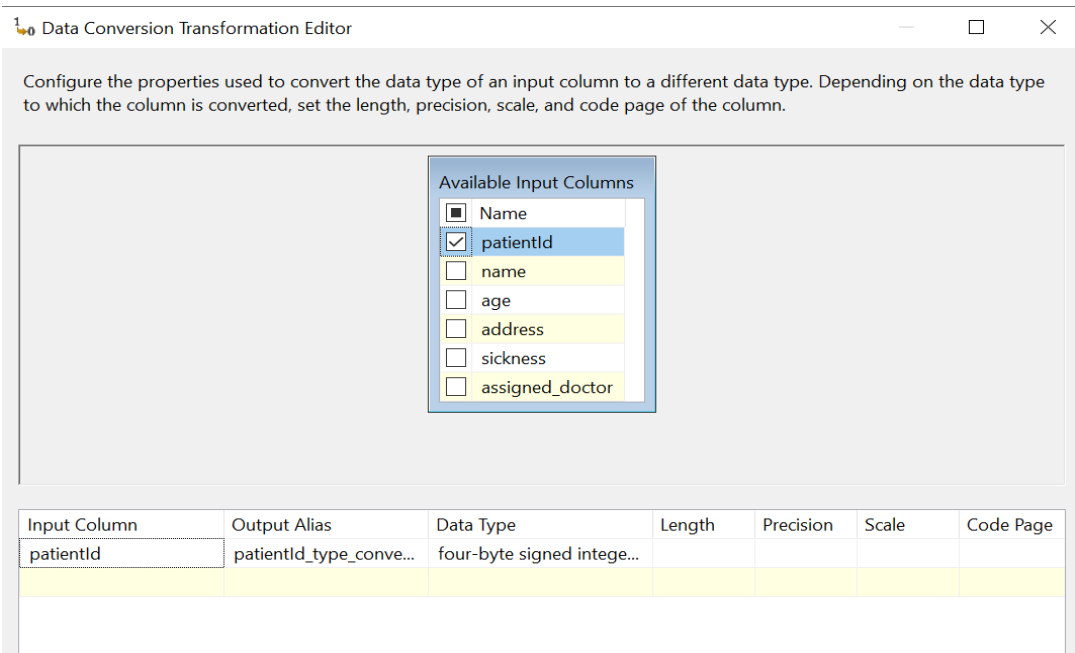 Data Conversion Transformation Editor
Configure the properties used to convert the data type of an input column to a different data type. Depending on the data type
to which the column is converted, set the length, precision, scale, and code page of the column.
Available Input Columns
Name
patientId
name
age
address
sickness
assigned_doctor
Input Column Output Alias Data Type Length Precision Scale Code Page
patientId patientId_type_conve... four-byte signed intege...